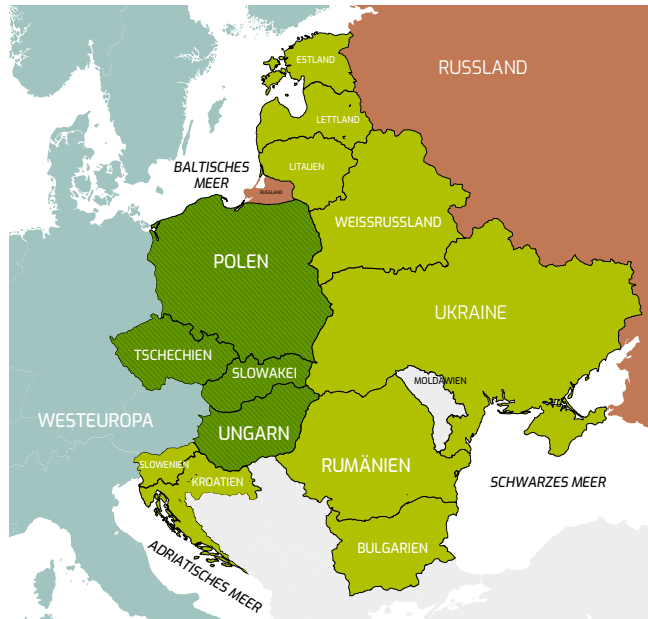 ESTLAND
RUSSLAND
LETTLAND
BALTISCHES
MEER
LITAUEN
RUSSLAND
WEISSRUSSLAND
POLEN
UKRAINE
TSCHECHIEN
SLOWAKEI
MOLDAWIEN
WESTEUROPA
UNGARN
SLOWENIEN
RUMÄNIEN
KROATIEN
SCHWARZES MEER
BULGARIEN
ADRIATISCHES MEER